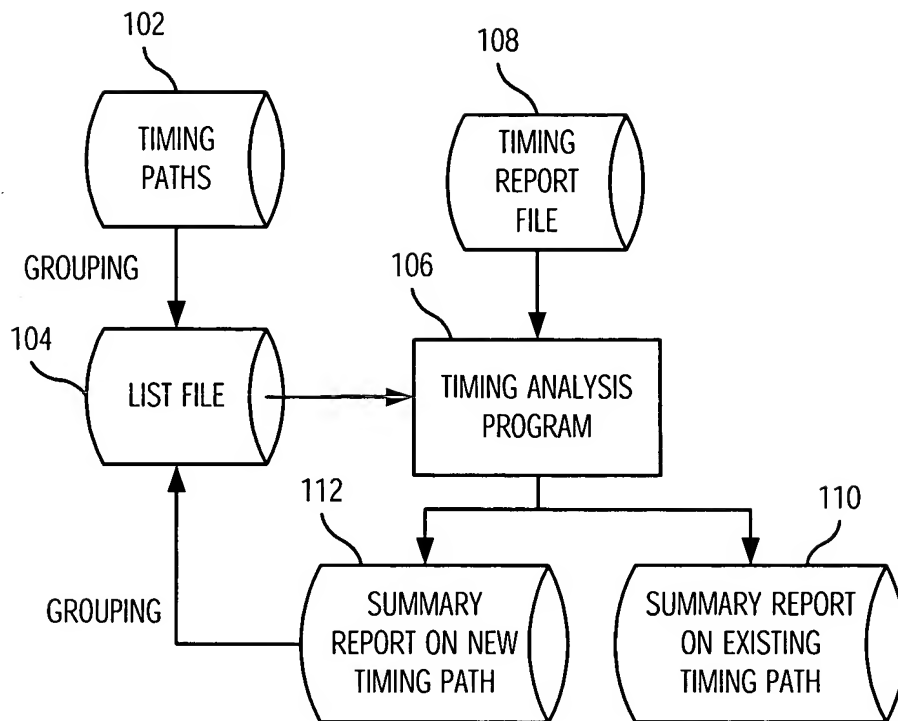 102
108
TIMING
PATHS
TIMING
REPORT
FILE
GROUPING
106
104
LIST FILE
TIMING ANALYSIS
PROGRAM
112
110
GROUPING
SUMMARY
REPORT ON NEW
TIMING PATH
SUMMARY REPORT
ON EXISTING
TIMING PATH